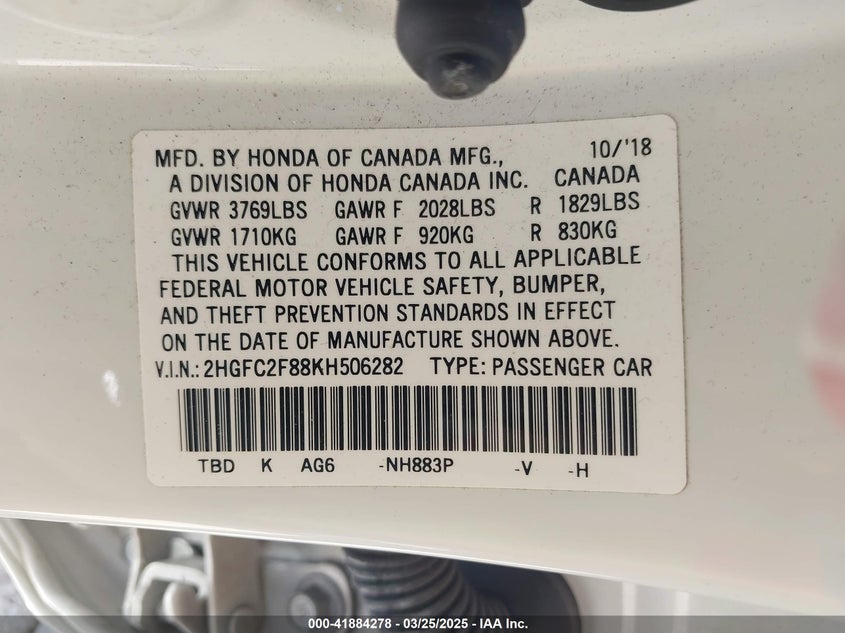 MFD. BY HONDA OF CANADA MFG., 10/'18
A DIVISION OF HONDA CANADA INC. CANADA
GVWR 3769LBS GAWR F 2028LBS R 1829LBS
GVWR 1710KG GAWR F 920KG R 830KG
THIS VEHICLE CONFORMS TO ALL APPLICABLE
FEDERAL MOTOR VEHICLE SAFETY, BUMPER,
AND THEFT PREVENTION STANDARDS IN EFFECT
ON THE DATE OF MANUFACTURE SHOWN ABOVE.
V.I.N.: 2HGFC2F88KH506282 TYPE: PASSENGER CAR
TBD K AG6 -NH883P -V -H
000-41884278 - 03/25/2025 - IAA Inc.